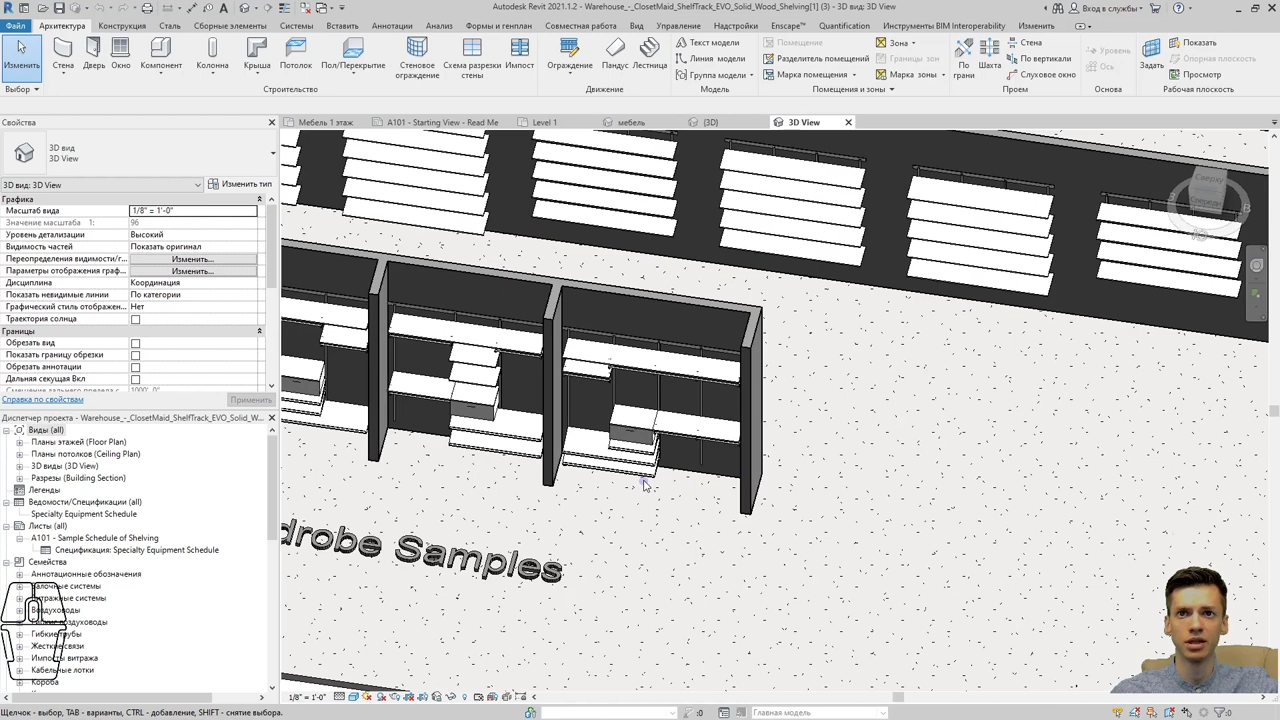 Autodesk Revit 2021.1.2 - Warehouse_-_ClosetMaid_ShelfTrack_EVO_Solid_Wood_Shelving[1] (3) - 3D вид: 3D View
Вход в службы
Файл Архитектура Конструкция Сталь Сборные элементы Системы Вставить Аннотации Анализ Формы и генплан Совместная работа Вид Управление Надстройки Enscape™ Quantification Инструменты BIM Interoperability Изменить
Изменить Стена Дверь Окно Компонент Колонна Крыша Потолок Пол/Перекрытие Стеновое ограждение Схема разрезки стены Импост Ограждение Пандус Лестница
Текст модели
Линия модели
Группа модели
Помещение
Разделитель помещений
Марка помещения
Зона
Границы зон
Марка зоны
По грани
Шахта
Стена
По вертикали
Слуховое окно
Уровень
Ось
Задать
Показать
Опорная плоскость
Просмотр
Выбор Строительство Движение Модель Помещения и зоны Проем Основа Рабочая плоскость
Свойства
Мебель 1 этаж A101 - Starting View - Read Me Level 1 мебель {3D} 3D View
3D вид
3D View
3D вид: 3D View Изменить тип
Графика
Масштаб вида 1/8" = 1'-0"
Значение масштаба 1: 96
Уровень детализации Высокий
Видимость частей Показать оригинал
Переопределения видимости/г... Изменить...
Параметры отображения граф... Изменить...
Дисциплина Координация
Показать невидимые линии По категории
Графический стиль отображен... Нет
Траектория солнца
Границы
Обрезать вид
Показать границу обрезки
Обрезать аннотации
Дальняя секущая Вкл
Справка по свойствам Применить
Диспетчер проекта - Warehouse_-_ClosetMaid_ShelfTrack_EVO_Solid_W...
Виды (all)
Планы этажей (Floor Plan)
Планы потолков (Ceiling Plan)
3D виды (3D View)
Разрезы (Building Section)
Легенды
Ведомости/Спецификации (all)
Specialty Equipment Schedule
Листы (all)
A101 - Sample Schedule of Shelving
Спецификация: Specialty Equipment Schedule
Семейства
Аннотационные обозначения
Гибкие трубы
Жесткие связи
Импосты витража
Кабельные лотки
Короба
drobe Samples
1/8" = 1'-0"
Щелчок - выбор, TAB - варианты, CTRL - добавление, SHIFT - снятие выбора. :0 Главная модель :0